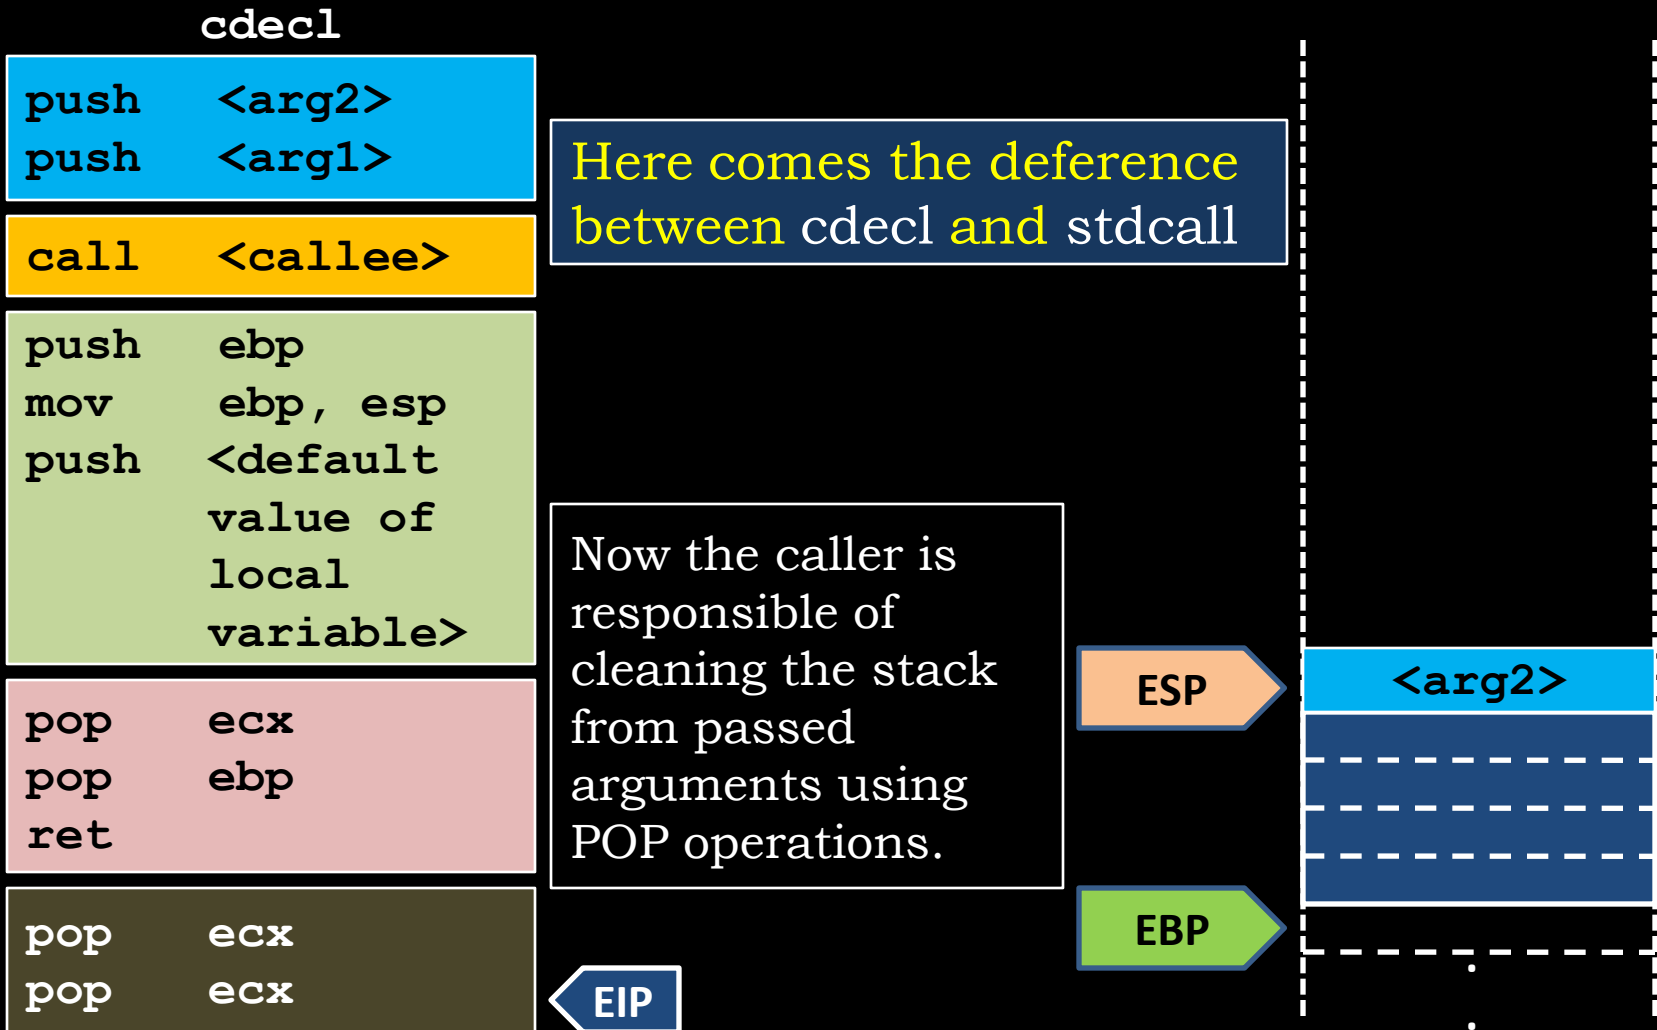 cdecl
push <arg2>
push <arg1>
call <callee>
push ebp
mov ebp, esp
push <default
value of
local
variable>
pop ecx
pop ebp
ret
pop ecx
pop ecx
Here comes the deference
between cdecl and stdcall
Now the caller is
responsible of
cleaning the stack
from passed
arguments using
POP operations.
EIP
ESP
EBP
<arg2>
.
.